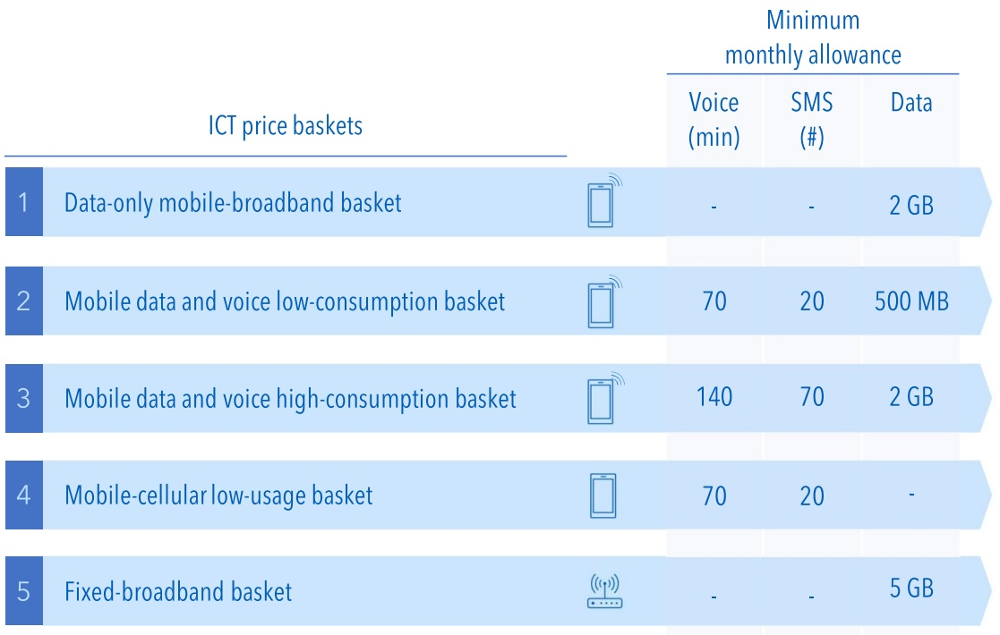 Minimum
monthly allowance
ICT price baskets
Voice
(min)
SMS
(#)
Data
1 Data-only mobile-broadband basket - - 2 GB
2 Mobile data and voice low-consumption basket 70 20 500 MB
3 Mobile data and voice high-consumption basket 140 70 2 GB
4 Mobile-cellular low-usage basket 70 20 -
5 Fixed-broadband basket - - 5 GB